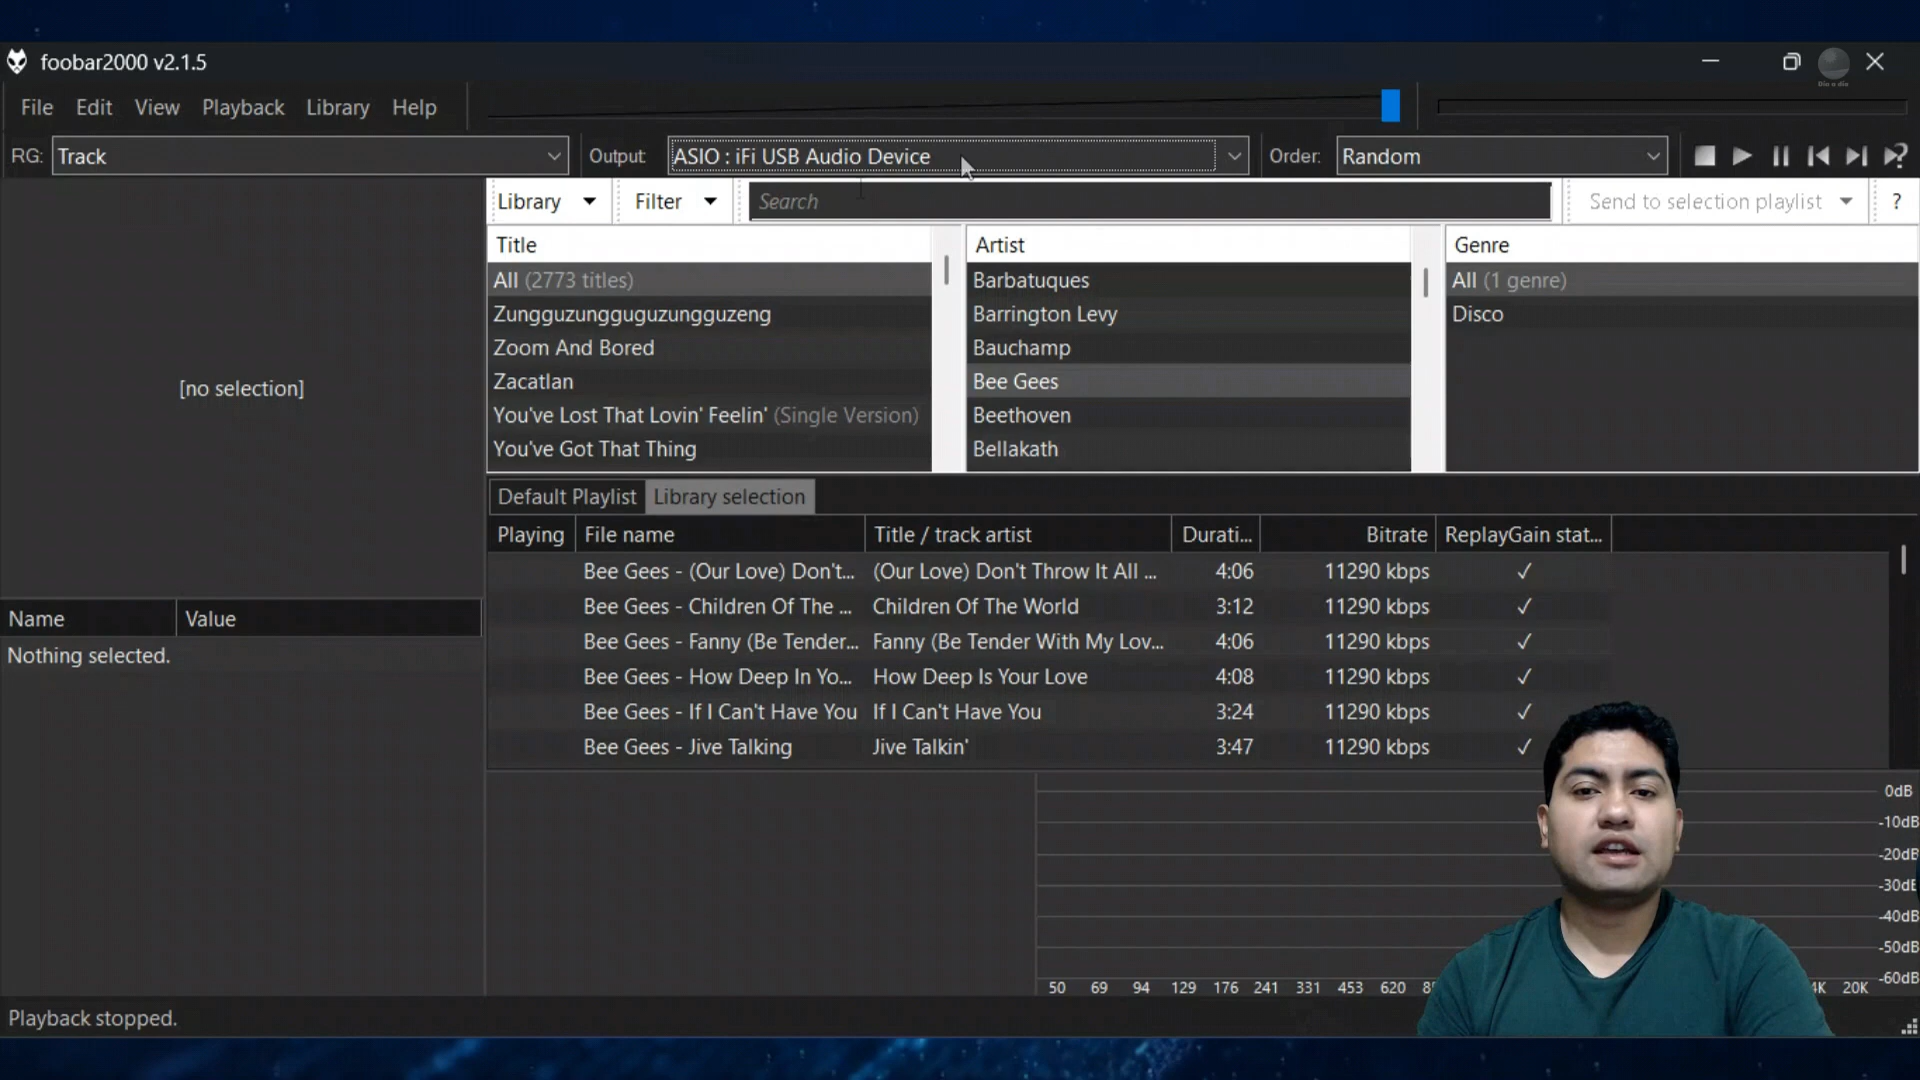 foobar2000 v2.1.5
Dia a dia
File Edit View Playback Library Help
RG: Track Output: ASIO : iFi USB Audio Device Order: Random
Library Filter Search Send to selection playlist ?
Title Artist Genre
All (2773 titles) Barbatuques All (1 genre)
Zungguzungguguzungguzeng Barrington Levy Disco
Zoom And Bored Bauchamp
Zacatlan Bee Gees
You've Lost That Lovin' Feelin' (Single Version) Beethoven
You've Got That Thing Bellakath
[no selection]
Default Playlist Library selection
Playing File name Title / track artist Durati... Bitrate ReplayGain stat...
Bee Gees - (Our Love) Don't... (Our Love) Don't Throw It All ... 4:06 11290 kbps ✓
Bee Gees - Children Of The ... Children Of The World 3:12 11290 kbps ✓
Bee Gees - Fanny (Be Tender... Fanny (Be Tender With My Lov... 4:06 11290 kbps ✓
Bee Gees - How Deep In Yo... How Deep Is Your Love 4:08 11290 kbps ✓
Bee Gees - If I Can't Have You If I Can't Have You 3:24 11290 kbps ✓
Bee Gees - Jive Talking Jive Talkin' 3:47 11290 kbps ✓
Name Value
Nothing selected.
0dB
-10dB
-20dB
-30dB
-40dB
-50dB
-60dB
50 69 94 129 176 241 331 453 620 20K
Playback stopped.